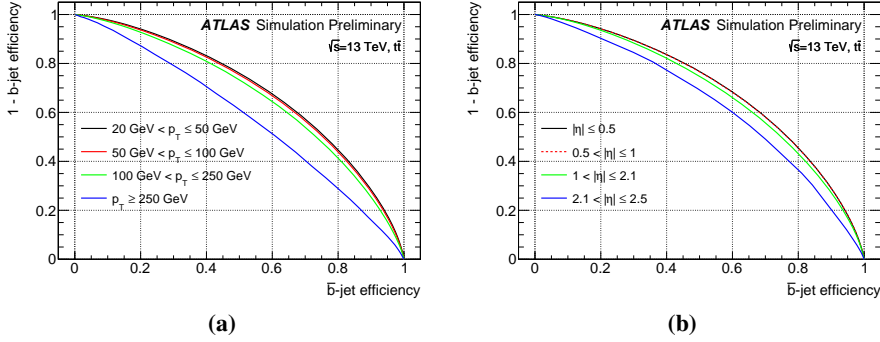 1 - b-jet efficiency
1
0.8
0.6
0.4
0.2
0
ATLAS Simulation Preliminary
√s=13 TeV, tt̄
20 GeV < p_T ≤ 50 GeV
50 GeV < p_T ≤ 100 GeV
100 GeV < p_T ≤ 250 GeV
p_T ≥ 250 GeV
0 0.2 0.4 0.6 0.8 1
b̄-jet efficiency
(a)
1 - b-jet efficiency
1
0.8
0.6
0.4
0.2
0
ATLAS Simulation Preliminary
√s=13 TeV, tt̄
|η| ≤ 0.5
0.5 < |η| ≤ 1
1 < |η| ≤ 2.1
2.1 < |η| ≤ 2.5
0 0.2 0.4 0.6 0.8 1
b̄-jet efficiency
(b)